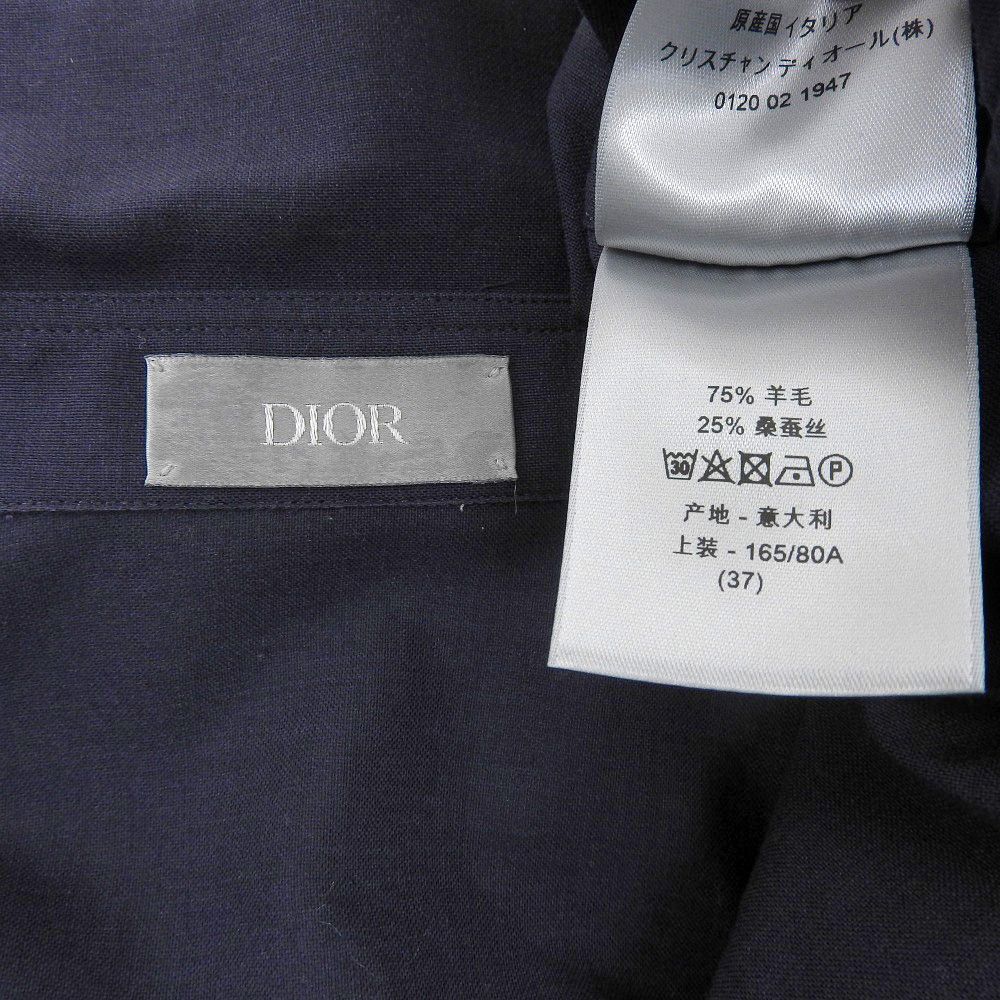 原産国イタリア
クリスチャンディオール(株)
0120 02 1947
DIOR
75% 羊毛
25% 桑蚕丝
30 P
产地 - 意大利
上装 - 165/80A
(37)